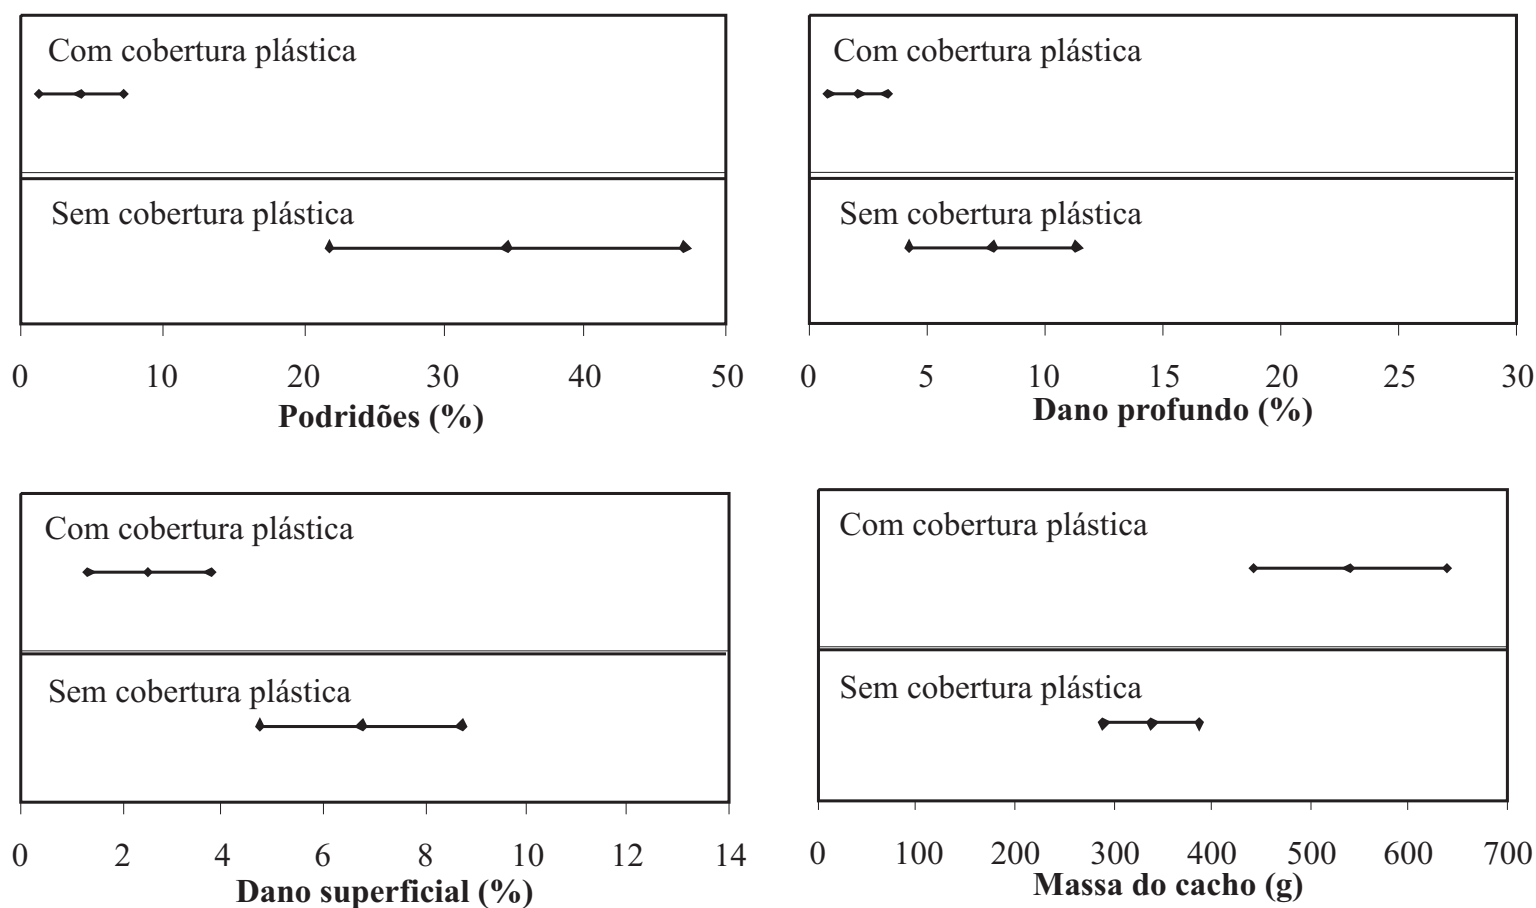 Com cobertura plástica
Sem cobertura plástica
0 10 20 30 40 50
Podridões (%)
Com cobertura plástica
Sem cobertura plástica
0 5 10 15 20 25 30
Dano profundo (%)
Com cobertura plástica
Sem cobertura plástica
0 2 4 6 8 10 12 14
Dano superficial (%)
Com cobertura plástica
Sem cobertura plástica
0 100 200 300 400 500 600 700
Massa do cacho (g)